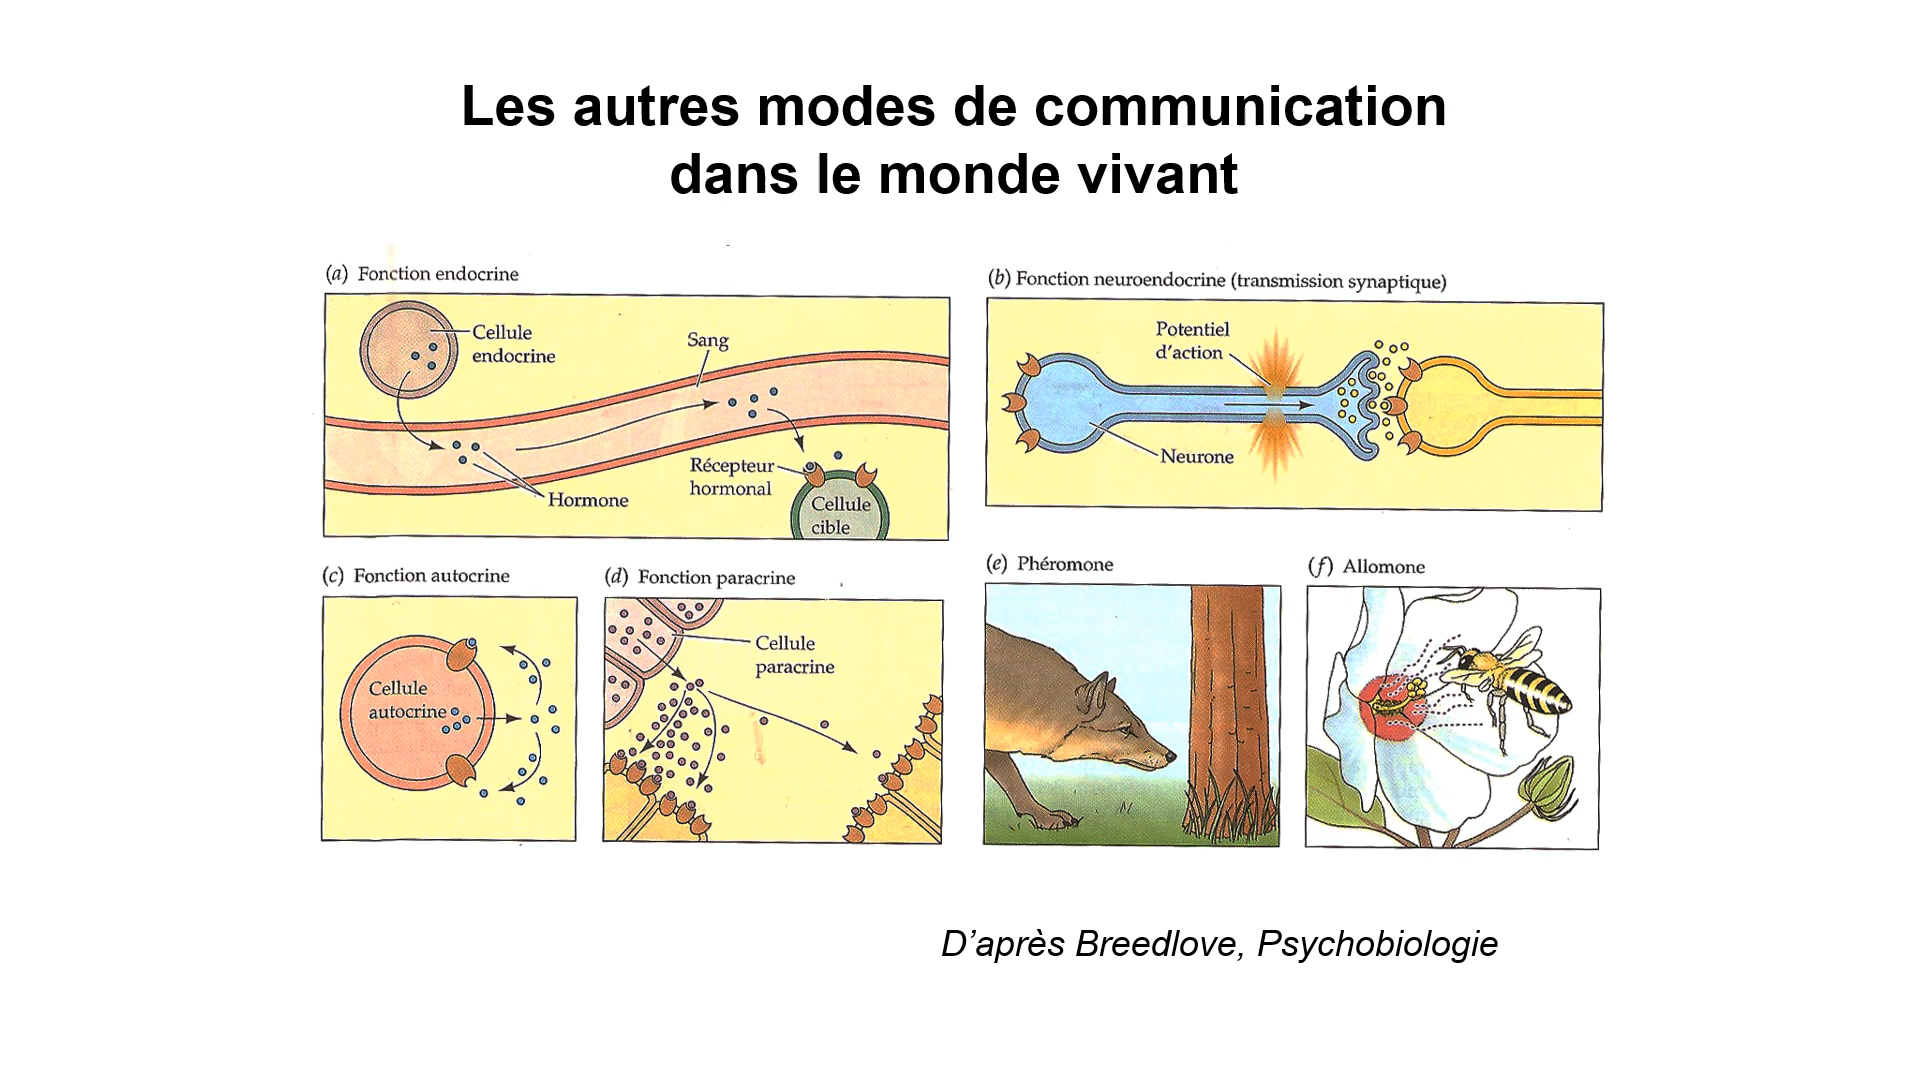 Les autres modes de communication
dans le monde vivant
(a) Fonction endocrine
Cellule
endocrine
Sang
Hormone
Récepteur
hormonal
Cellule
cible
(b) Fonction neuroendocrine (transmission synaptique)
Potentiel
d'action
Neurone
(c) Fonction autocrine
Cellule
autocrine
(d) Fonction paracrine
Cellule
paracrine
(e) Phéromone
(f) Allomone
D’après Breedlove, Psychobiologie